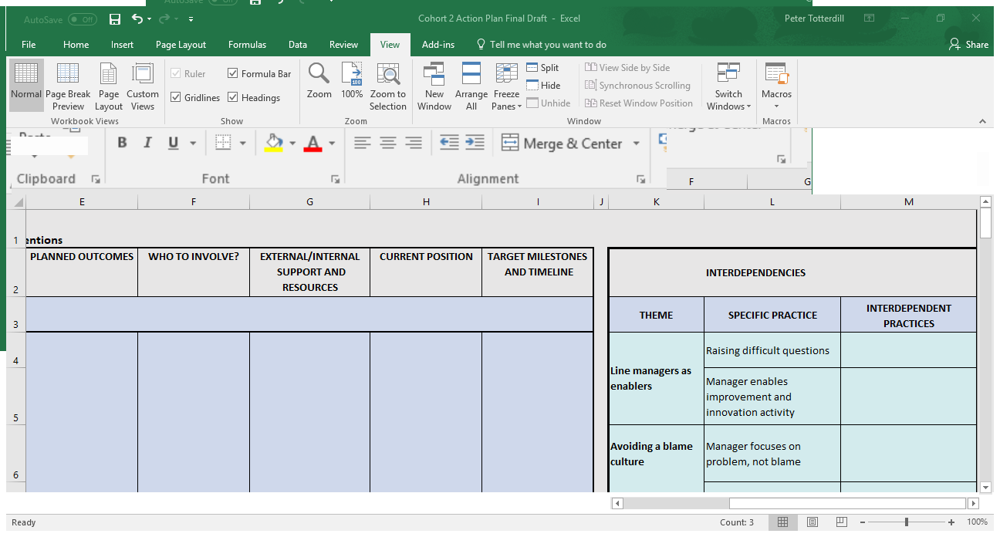 AutoSave Off
AutoSave Off Cohort 2 Action Plan Final Draft - Excel Peter Totterdill
File Home Insert Page Layout Formulas Data Review View Add-ins Tell me what you want to do Share
Normal Page Break Preview Page Layout Custom Views
Ruler Formula Bar
Gridlines Headings
Zoom 100% Zoom to Selection
New Window Arrange All Freeze Panes
Split
Hide
Unhide
View Side by Side
Synchronous Scrolling
Reset Window Position
Switch Windows
Macros
Workbook Views Show Zoom Window Macros
B I U A Merge & Center
Clipboard Font Alignment
F G
E F G H I J K L M
1 entions
2 PLANNED OUTCOMES WHO TO INVOLVE? EXTERNAL/INTERNAL SUPPORT AND RESOURCES CURRENT POSITION TARGET MILESTONES AND TIMELINE INTERDEPENDENCIES
3 THEME SPECIFIC PRACTICE INTERDEPENDENT PRACTICES
4 Raising difficult questions
Line managers as enablers
5 Manager enables improvement and innovation activity
6 Avoiding a blame culture Manager focuses on problem, not blame
Ready Count: 3 100%